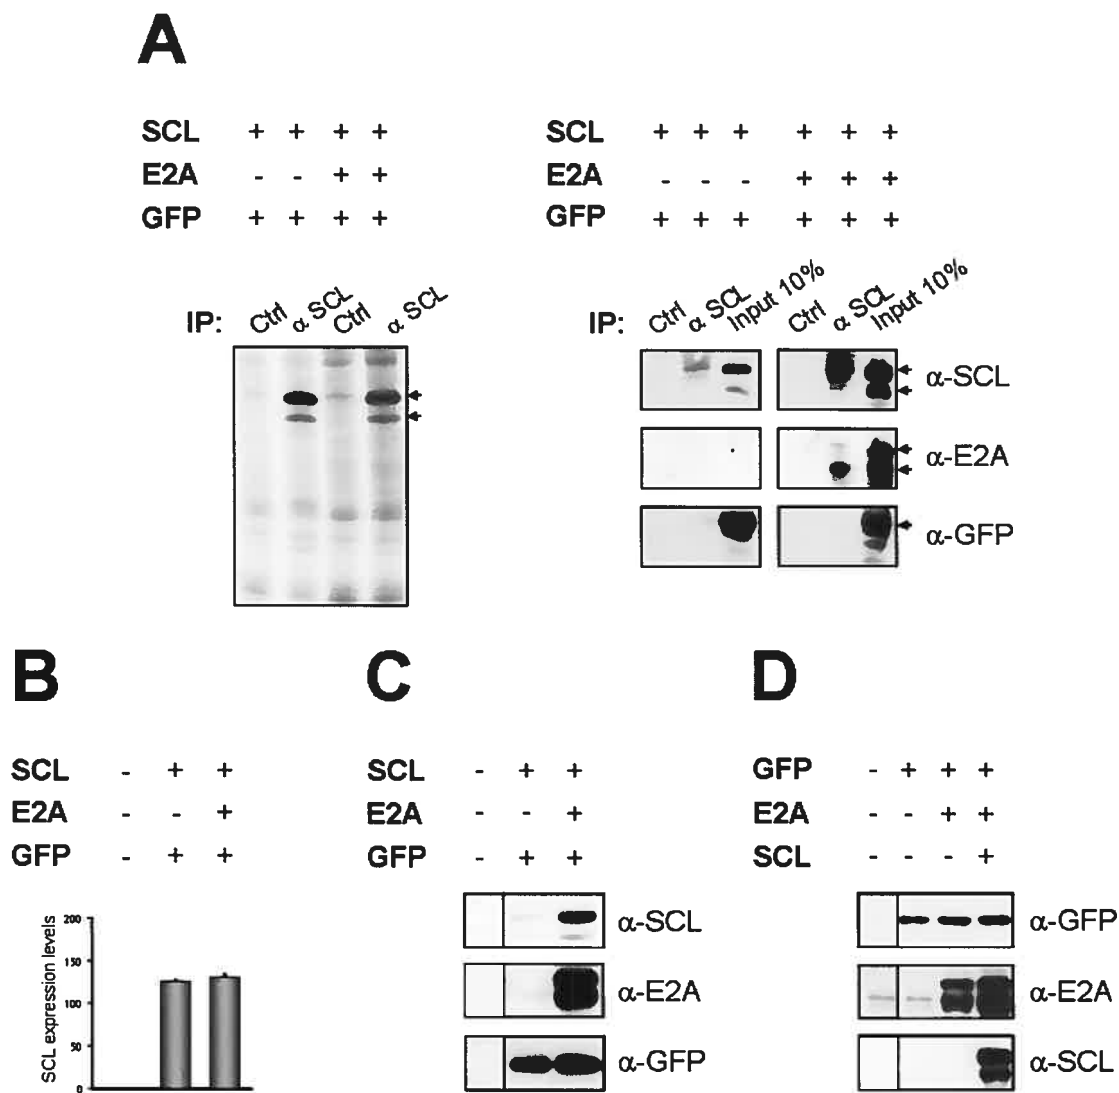 A
SCL + + + +
E2A - - + +
GFP + + + +
IP: Ctrl α SCL Ctrl α SCL
SCL + + + + + +
E2A - - - + + +
GFP + + + + + +
IP: Ctrl α SCL Input 10% Ctrl α SCL Input 10%
α-SCL
α-E2A
α-GFP
B
SCL - + +
E2A - - +
GFP - + +
SCL expression levels
200
150
100
50
0
C
SCL - + +
E2A - - +
GFP - + +
α-SCL
α-E2A
α-GFP
D
GFP - + + +
E2A - - + +
SCL - - - +
α-GFP
α-E2A
α-SCL